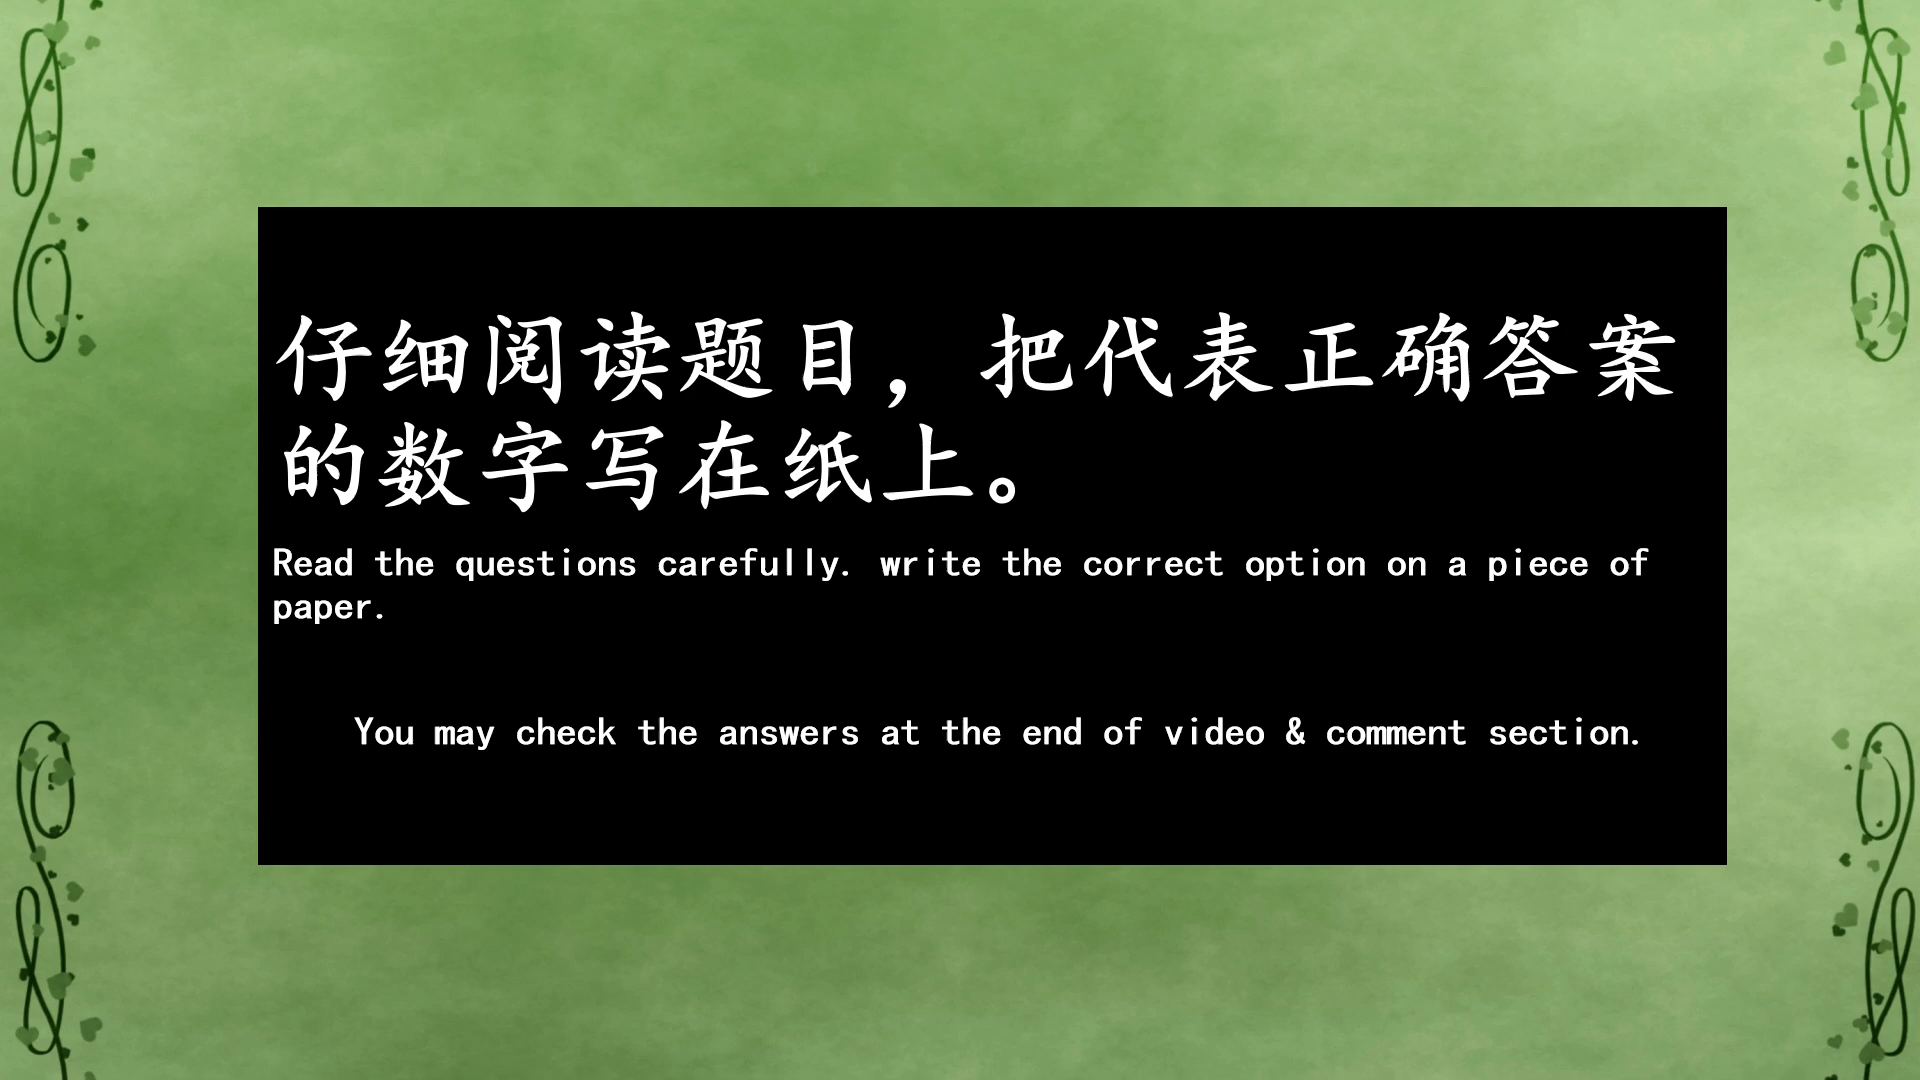 仔细阅读题目，把代表正确答案
的数字写在纸上。
Read the questions carefully. write the correct option on a piece of
paper.
You may check the answers at the end of video & comment section.